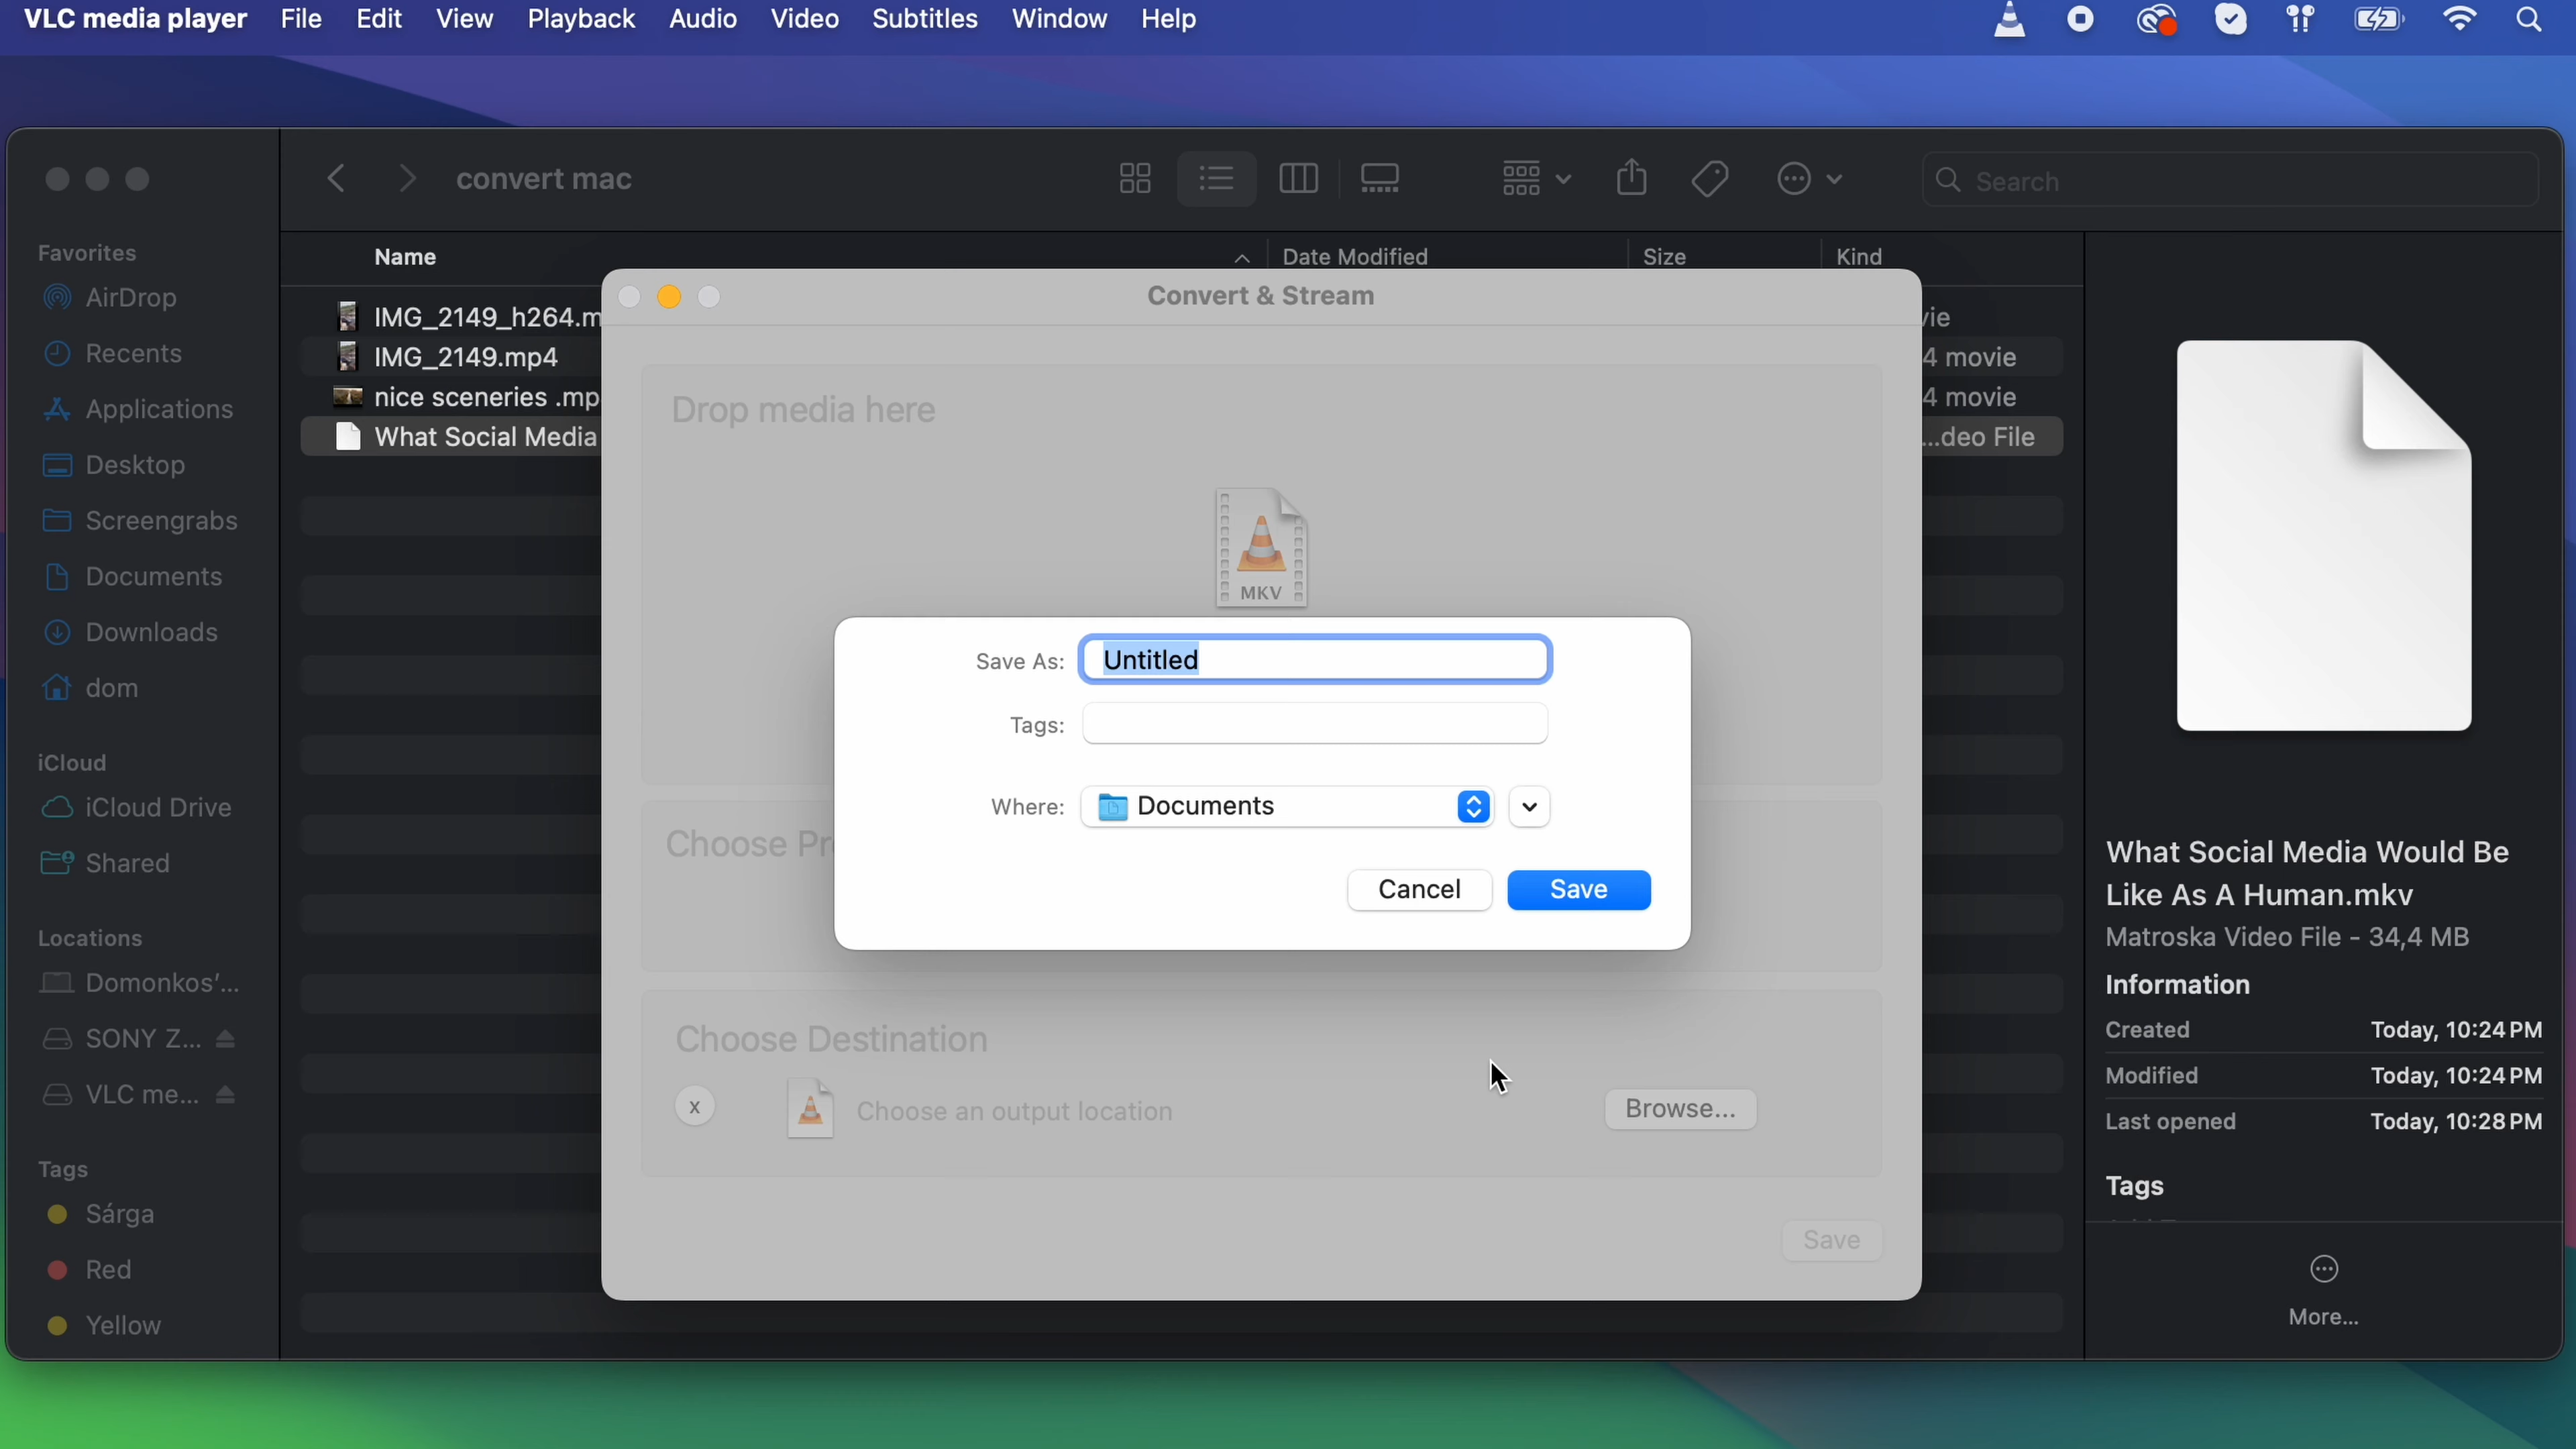 VLC media player File Edit View Playback Audio Video Subtitles Window Help
convert mac
Search
Favorites
AirDrop
Recents
Applications
Desktop
Screengrabs
Documents
Downloads
dom
iCloud
iCloud Drive
Shared
Locations
Domonkos'...
SONY Z...
VLC me...
Tags
Sárga
Red
Yellow
Name Date Modified Size Kind
IMG_2149_h264.m
IMG_2149.mp4 4 movie
nice sceneries .mp 4 movie
What Social Media ...deo File
Convert & Stream
Drop media here
MKV
Save As: Untitled
Tags:
Where: Documents
Cancel Save
Choose Pr
Choose Destination
x Choose an output location Browse...
Save
What Social Media Would Be
Like As A Human.mkv
Matroska Video File - 34,4 MB
Information
Created Today, 10:24 PM
Modified Today, 10:24 PM
Last opened Today, 10:28 PM
Tags
More...